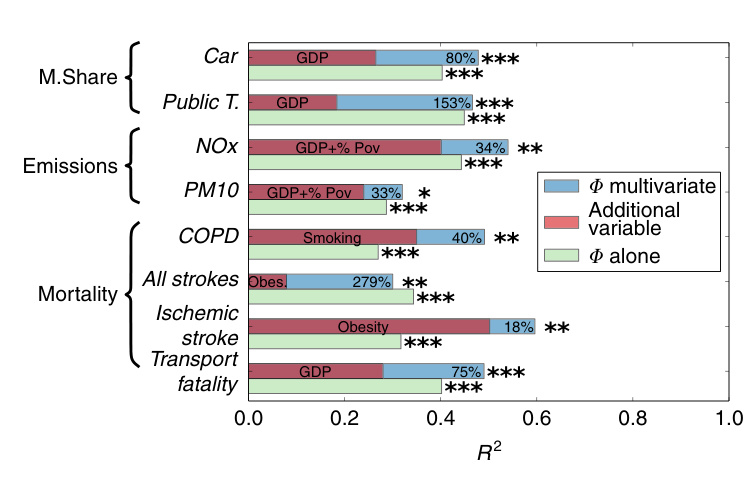 M.Share
Car
GDP
80%
***
***
Public T.
GDP
153%
***
***
Emissions
NOx
GDP+% Pov
34%
**
***
PM10
GDP+% Pov
33%
*
***
Mortality
COPD
Smoking
40%
**
***
All strokes
Obes.
279%
**
***
Ischemic
stroke
Obesity
18%
**
***
Transport
fatality
GDP
75%
***
***
Φ multivariate
Additional
variable
Φ alone
0.0 0.2 0.4 0.6 0.8 1.0
R²